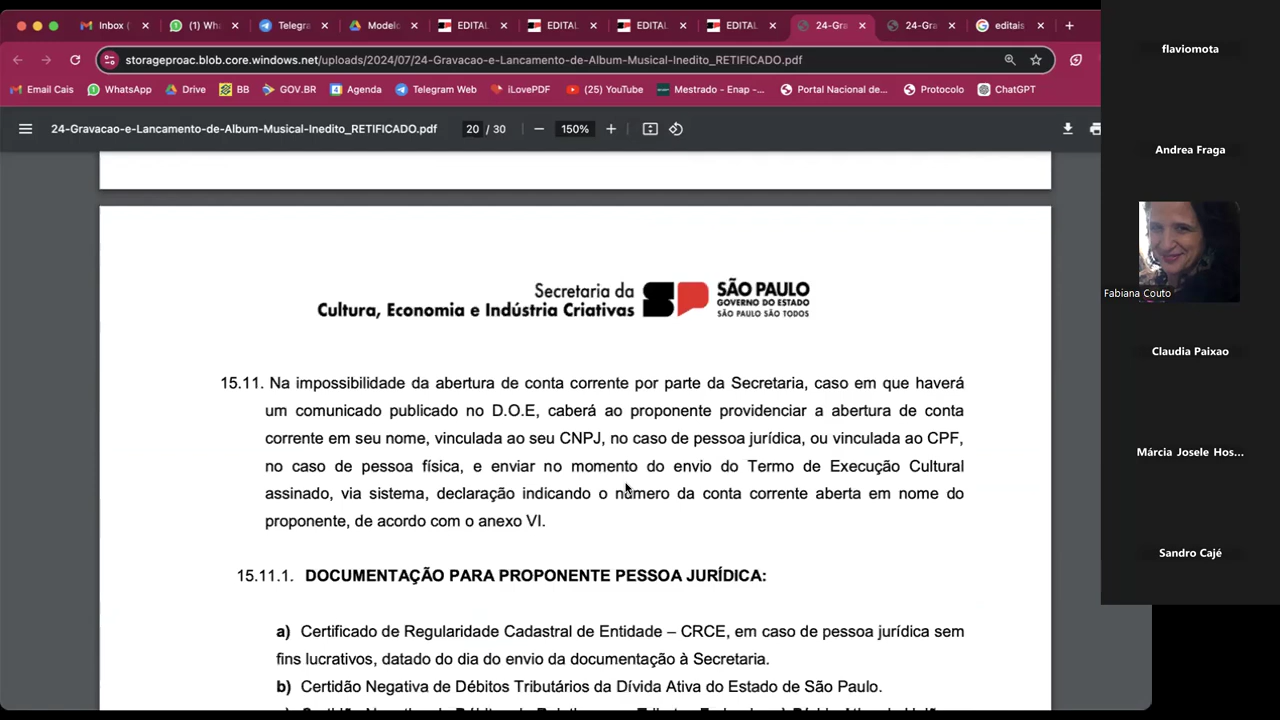 Inbox (
(1) Wh
Telegra
Modelo
EDITAL
EDITAL
EDITAL
EDITAL
24-Gra
24-Gra
editais
storageproac.blob.core.windows.net/uploads/2024/07/24-Gravacao-e-Lancamento-de-Album-Musical-Inedito_RETIFICADO.pdf
Email Cais
WhatsApp
Drive
BB
GOV.BR
Agenda
Telegram Web
iLovePDF
(25) YouTube
Mestrado - Enap -...
Portal Nacional de...
Protocolo
ChatGPT
24-Gravacao-e-Lancamento-de-Album-Musical-Inedito_RETIFICADO.pdf
20 / 30
150%
Secretaria da
Cultura, Economia e Indústria Criativas
SÃO PAULO
GOVERNO DO ESTADO
SÃO PAULO SÃO TODOS
15.11. Na impossibilidade da abertura de conta corrente por parte da Secretaria, caso em que haverá
um comunicado publicado no D.O.E, caberá ao proponente providenciar a abertura de conta
corrente em seu nome, vinculada ao seu CNPJ, no caso de pessoa jurídica, ou vinculada ao CPF,
no caso de pessoa física, e enviar no momento do envio do Termo de Execução Cultural
assinado, via sistema, declaração indicando o número da conta corrente aberta em nome do
proponente, de acordo com o anexo VI.
15.11.1. DOCUMENTAÇÃO PARA PROPONENTE PESSOA JURÍDICA:
a) Certificado de Regularidade Cadastral de Entidade – CRCE, em caso de pessoa jurídica sem
fins lucrativos, datado do dia do envio da documentação à Secretaria.
b) Certidão Negativa de Débitos Tributários da Dívida Ativa do Estado de São Paulo.
flaviomota
Andrea Fraga
Fabiana Couto
Claudia Paixao
Márcia Josele Hos...
Sandro Cajé